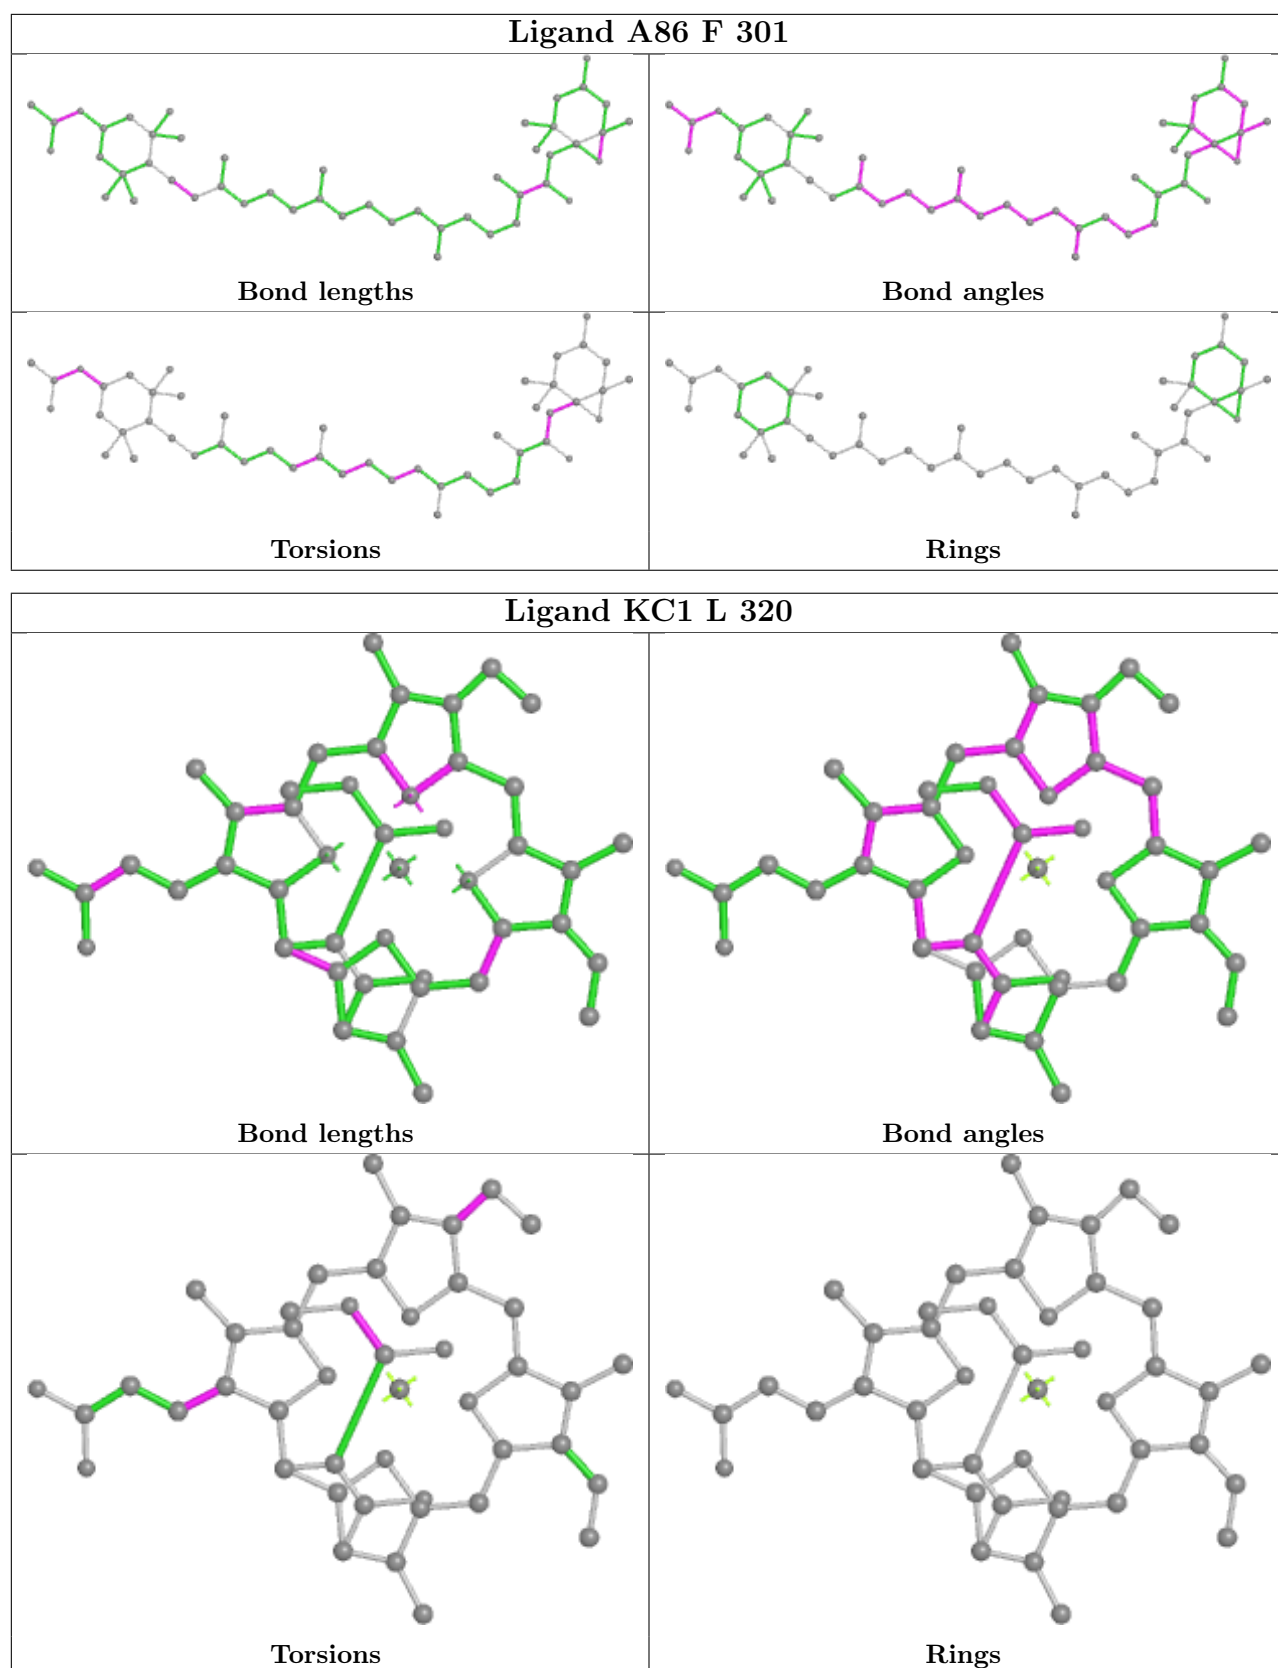 Ligand A86 F 301
Bond lengths
Bond angles
Torsions
Rings
Ligand KC1 L 320
Bond lengths
Bond angles
Torsions
Rings